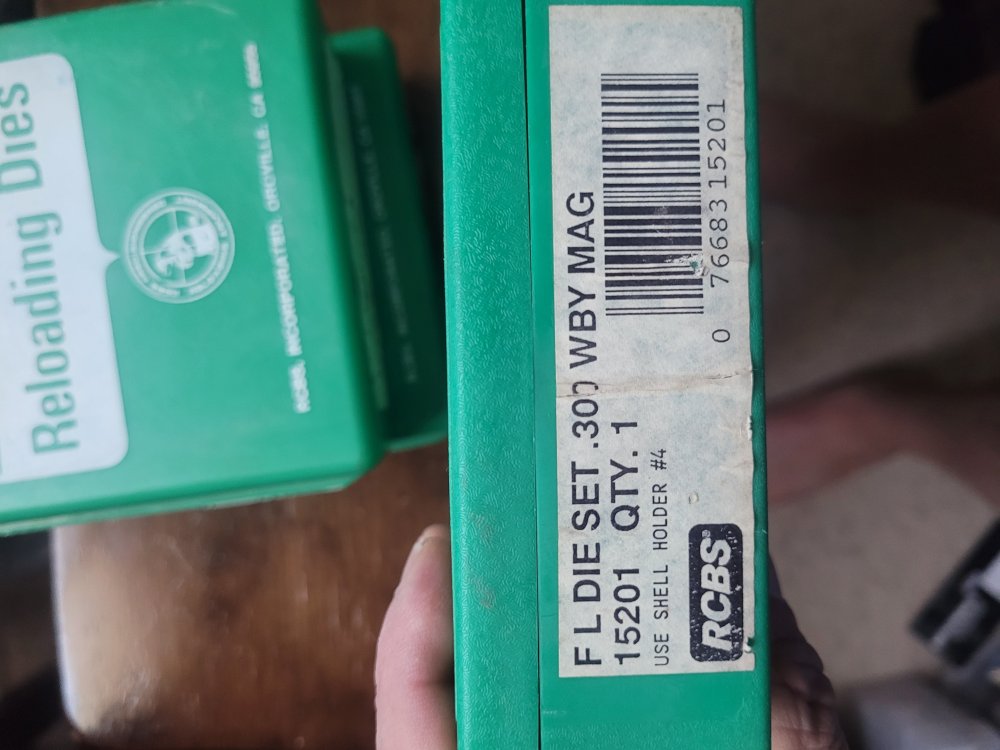 Reloading Dies
RCBS, INCORPORATED, OROVILLE, CA
F L DIE SET .300 WBY MAG
15201 QTY. 1
USE SHELL HOLDER #4
RCBS®
0 76683 15201